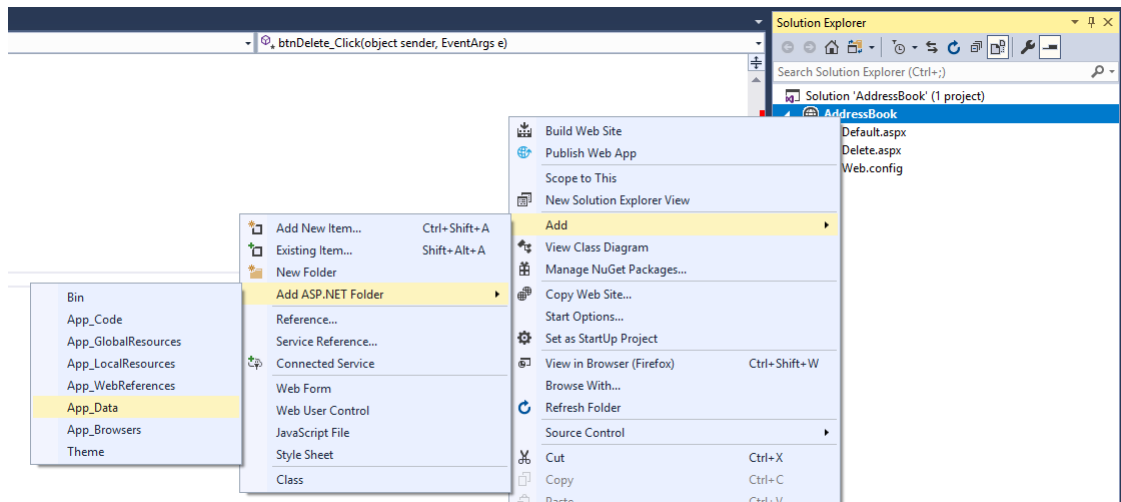 Solution Explorer
btnDelete_Click(object sender, EventArgs e)
Search Solution Explorer (Ctrl+;)
Solution 'AddressBook' (1 project)
AddressBook
Default.aspx
Delete.aspx
Web.config
Build Web Site
Publish Web App
Scope to This
New Solution Explorer View
Add
View Class Diagram
Manage NuGet Packages...
Copy Web Site...
Start Options...
Set as StartUp Project
View in Browser (Firefox) Ctrl+Shift+W
Browse With...
Refresh Folder
Source Control
Cut Ctrl+X
Copy Ctrl+C
Paste Ctrl+V
Add New Item... Ctrl+Shift+A
Existing Item... Shift+Alt+A
New Folder
Add ASP.NET Folder
Reference...
Service Reference...
Connected Service
Web Form
Web User Control
JavaScript File
Style Sheet
Class
Bin
App_Code
App_GlobalResources
App_LocalResources
App_WebReferences
App_Data
App_Browsers
Theme